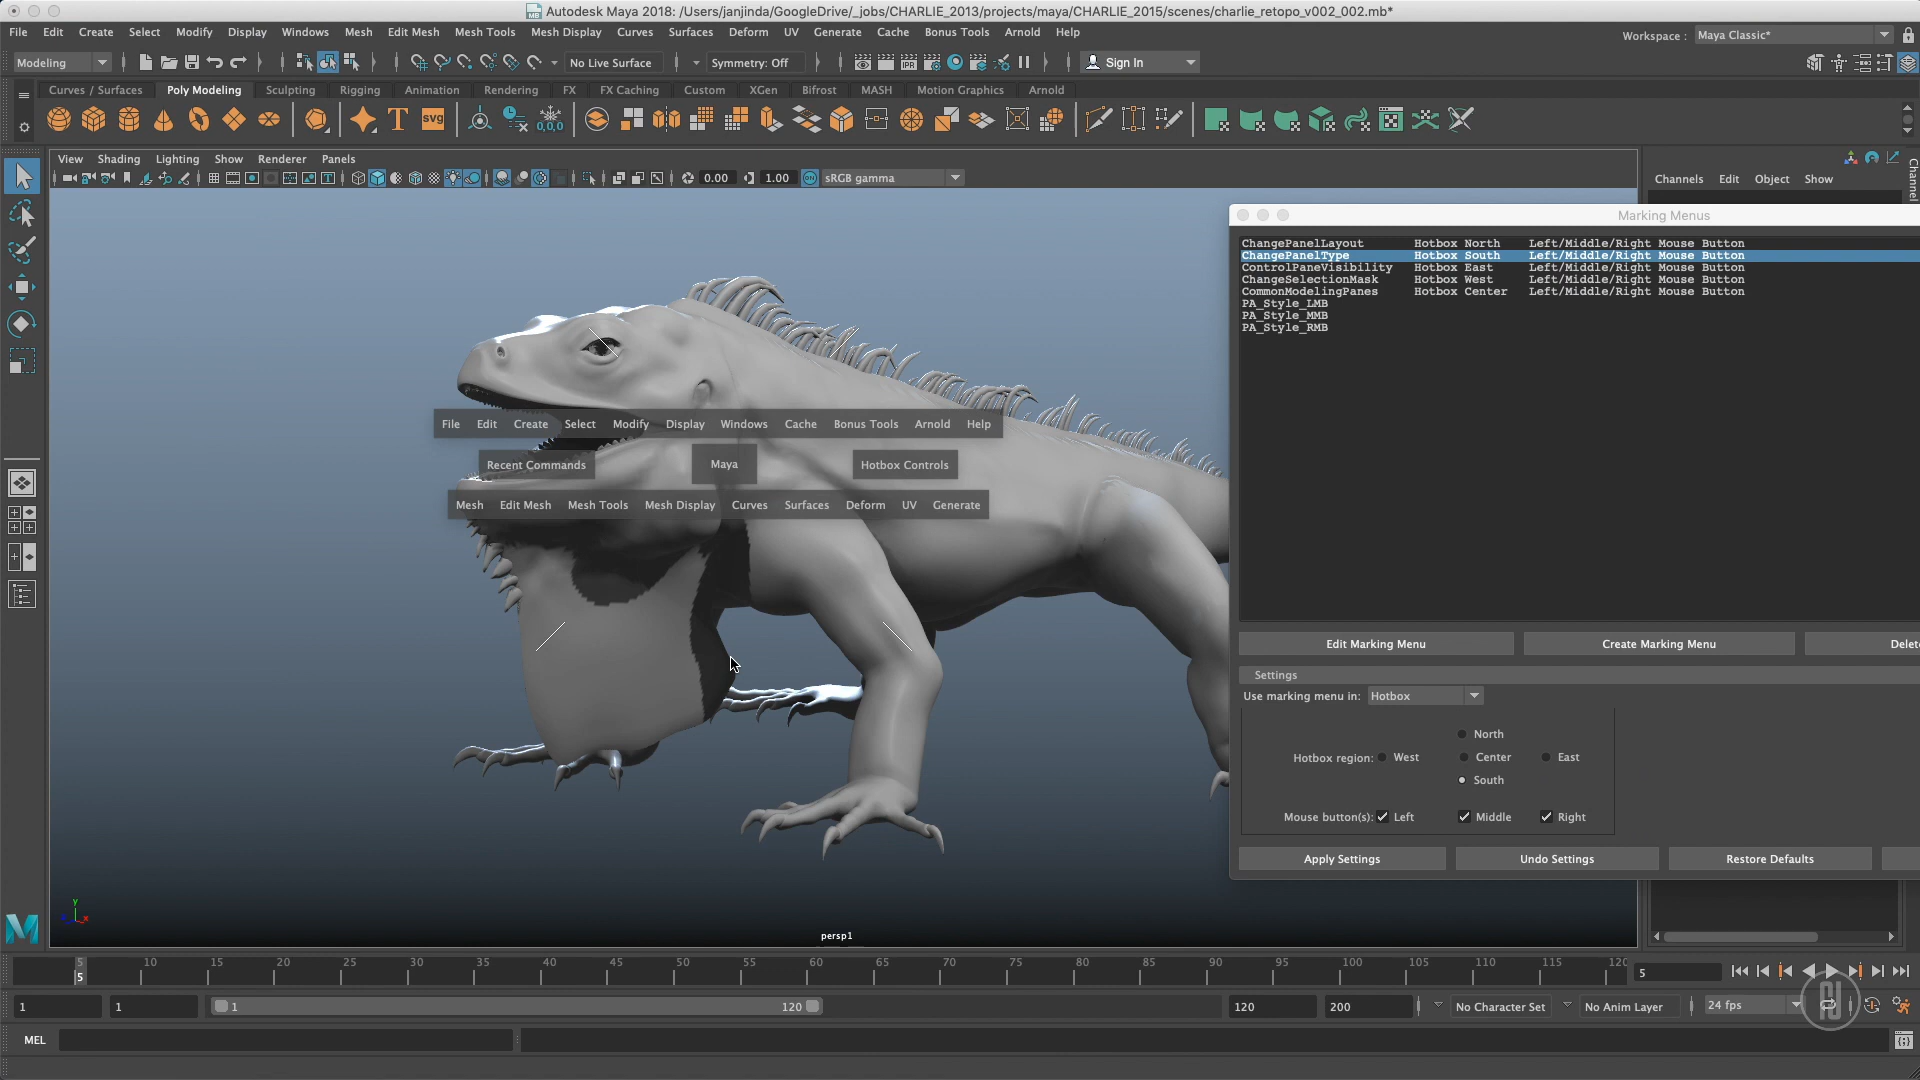 Autodesk Maya 2018: /Users/janjinda/GoogleDrive/_jobs/CHARLIE_2013/projects/maya/CHARLIE_2015/scenes/charlie_retopo_v002_002.mb*
File Edit Create Select Modify Display Windows Mesh Edit Mesh Mesh Tools Mesh Display Curves Surfaces Deform UV Generate Cache Bonus Tools Arnold Help
Workspace : Maya Classic*
Modeling No Live Surface Symmetry: Off IPR Sign In
Curves / Surfaces Poly Modeling Sculpting Rigging Animation Rendering FX FX Caching Custom XGen Bifrost MASH Motion Graphics Arnold
T SVG 0,0,0
View Shading Lighting Show Renderer Panels
0.00 1.00 sRGB gamma
Channels Edit Object Show
Channel
Marking Menus
ChangePanelLayout Hotbox North Left/Middle/Right Mouse Button
ChangePanelType Hotbox South Left/Middle/Right Mouse Button
ControlPaneVisibility Hotbox East Left/Middle/Right Mouse Button
ChangeSelectionMask Hotbox West Left/Middle/Right Mouse Button
CommonModelingPanes Hotbox Center Left/Middle/Right Mouse Button
PA_Style_LMB
PA_Style_MMB
PA_Style_RMB
File Edit Create Select Modify Display Windows Cache Bonus Tools Arnold Help
Recent Commands Maya Hotbox Controls
Mesh Edit Mesh Mesh Tools Mesh Display Curves Surfaces Deform UV Generate
Edit Marking Menu Create Marking Menu Delet
Settings
Use marking menu in: Hotbox
North
Hotbox region: West Center East
South
Mouse button(s): Left Middle Right
Apply Settings Undo Settings Restore Defaults
y
x
persp1
5 10 15 20 25 30 35 40 45 50 55 60 65 70 75 80 85 90 95 100 105 110 115 120
5
5
1 1 1 120 120 200 No Character Set No Anim Layer 24 fps
MEL